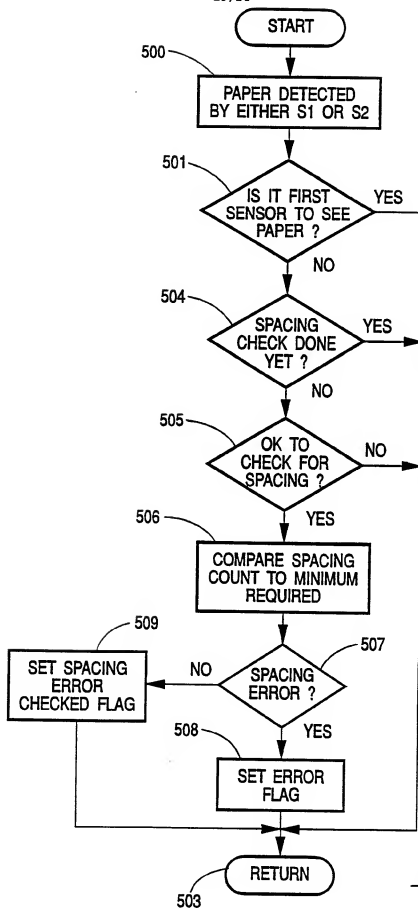 START
500
PAPER DETECTED
BY EITHER S1 OR S2
501
IS IT FIRST
SENSOR TO SEE
PAPER ?
YES
NO
504
SPACING
CHECK DONE
YET ?
YES
NO
505
OK TO
CHECK FOR
SPACING ?
NO
YES
506
COMPARE SPACING
COUNT TO MINIMUM
REQUIRED
509
SET SPACING
ERROR
CHECKED FLAG
NO
507
SPACING
ERROR ?
YES
508
SET ERROR
FLAG
RETURN
503